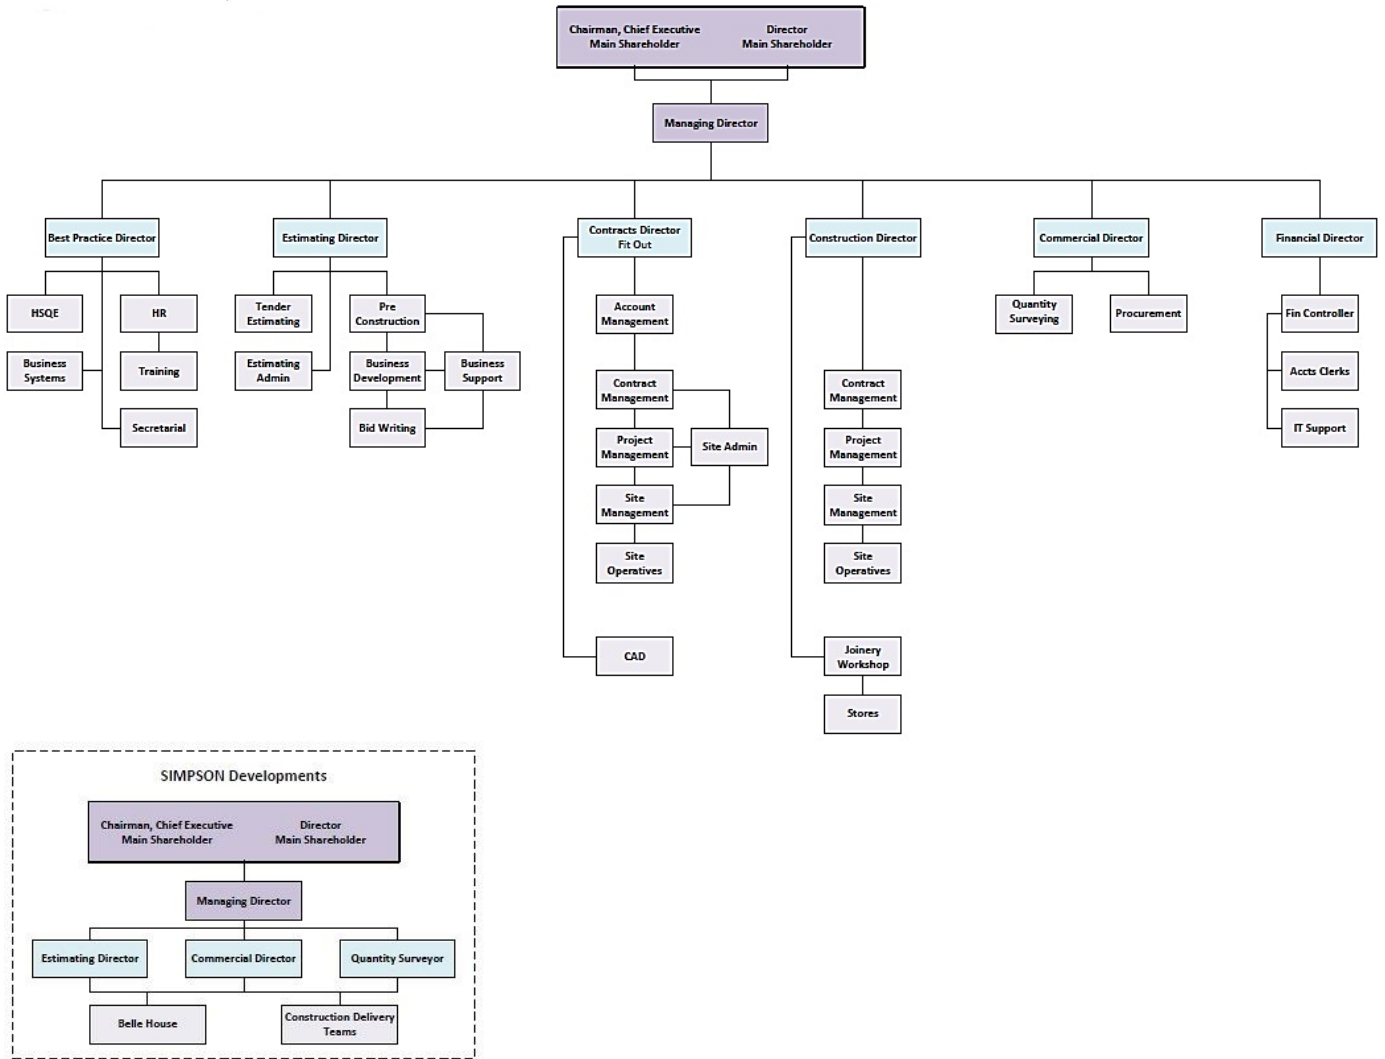 Chairman, Chief Executive
Main Shareholder
Director
Main Shareholder
Managing Director
Best Practice Director
Estimating Director
Contracts Director
Fit Out
Construction Director
Commercial Director
Financial Director
HSQE
HR
Business
Systems
Training
Secretarial
Tender
Estimating
Pre
Construction
Estimating
Admin
Business
Development
Business
Support
Bid Writing
Account
Management
Contract
Management
Project
Management
Site Admin
Site
Management
Site
Operatives
CAD
Contract
Management
Project
Management
Site
Management
Site
Operatives
Joinery
Workshop
Stores
Quantity
Surveying
Procurement
Fin Controller
Accts Clerks
IT Support
SIMPSON Developments
Chairman, Chief Executive
Main Shareholder
Director
Main Shareholder
Managing Director
Estimating Director
Commercial Director
Quantity Surveyor
Belle House
Construction Delivery
Teams